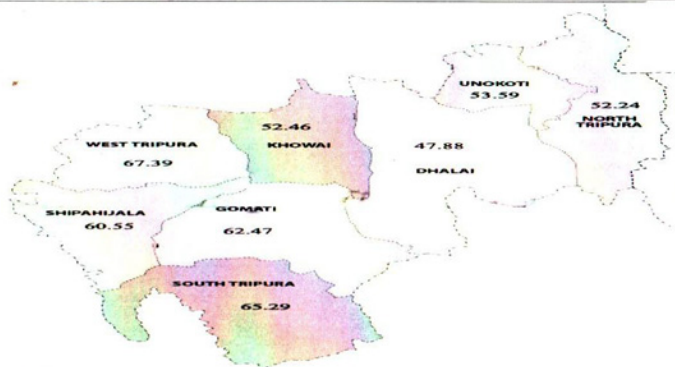 UNOKOTI
53.59
52.24
NORTH
TRIPURA
52.46
KHOWAI
WEST TRIPURA
67.39
47.88
DHALAI
SHIPAHIJALA
60.55
GOMATI
62.47
SOUTH TRIPURA
65.29